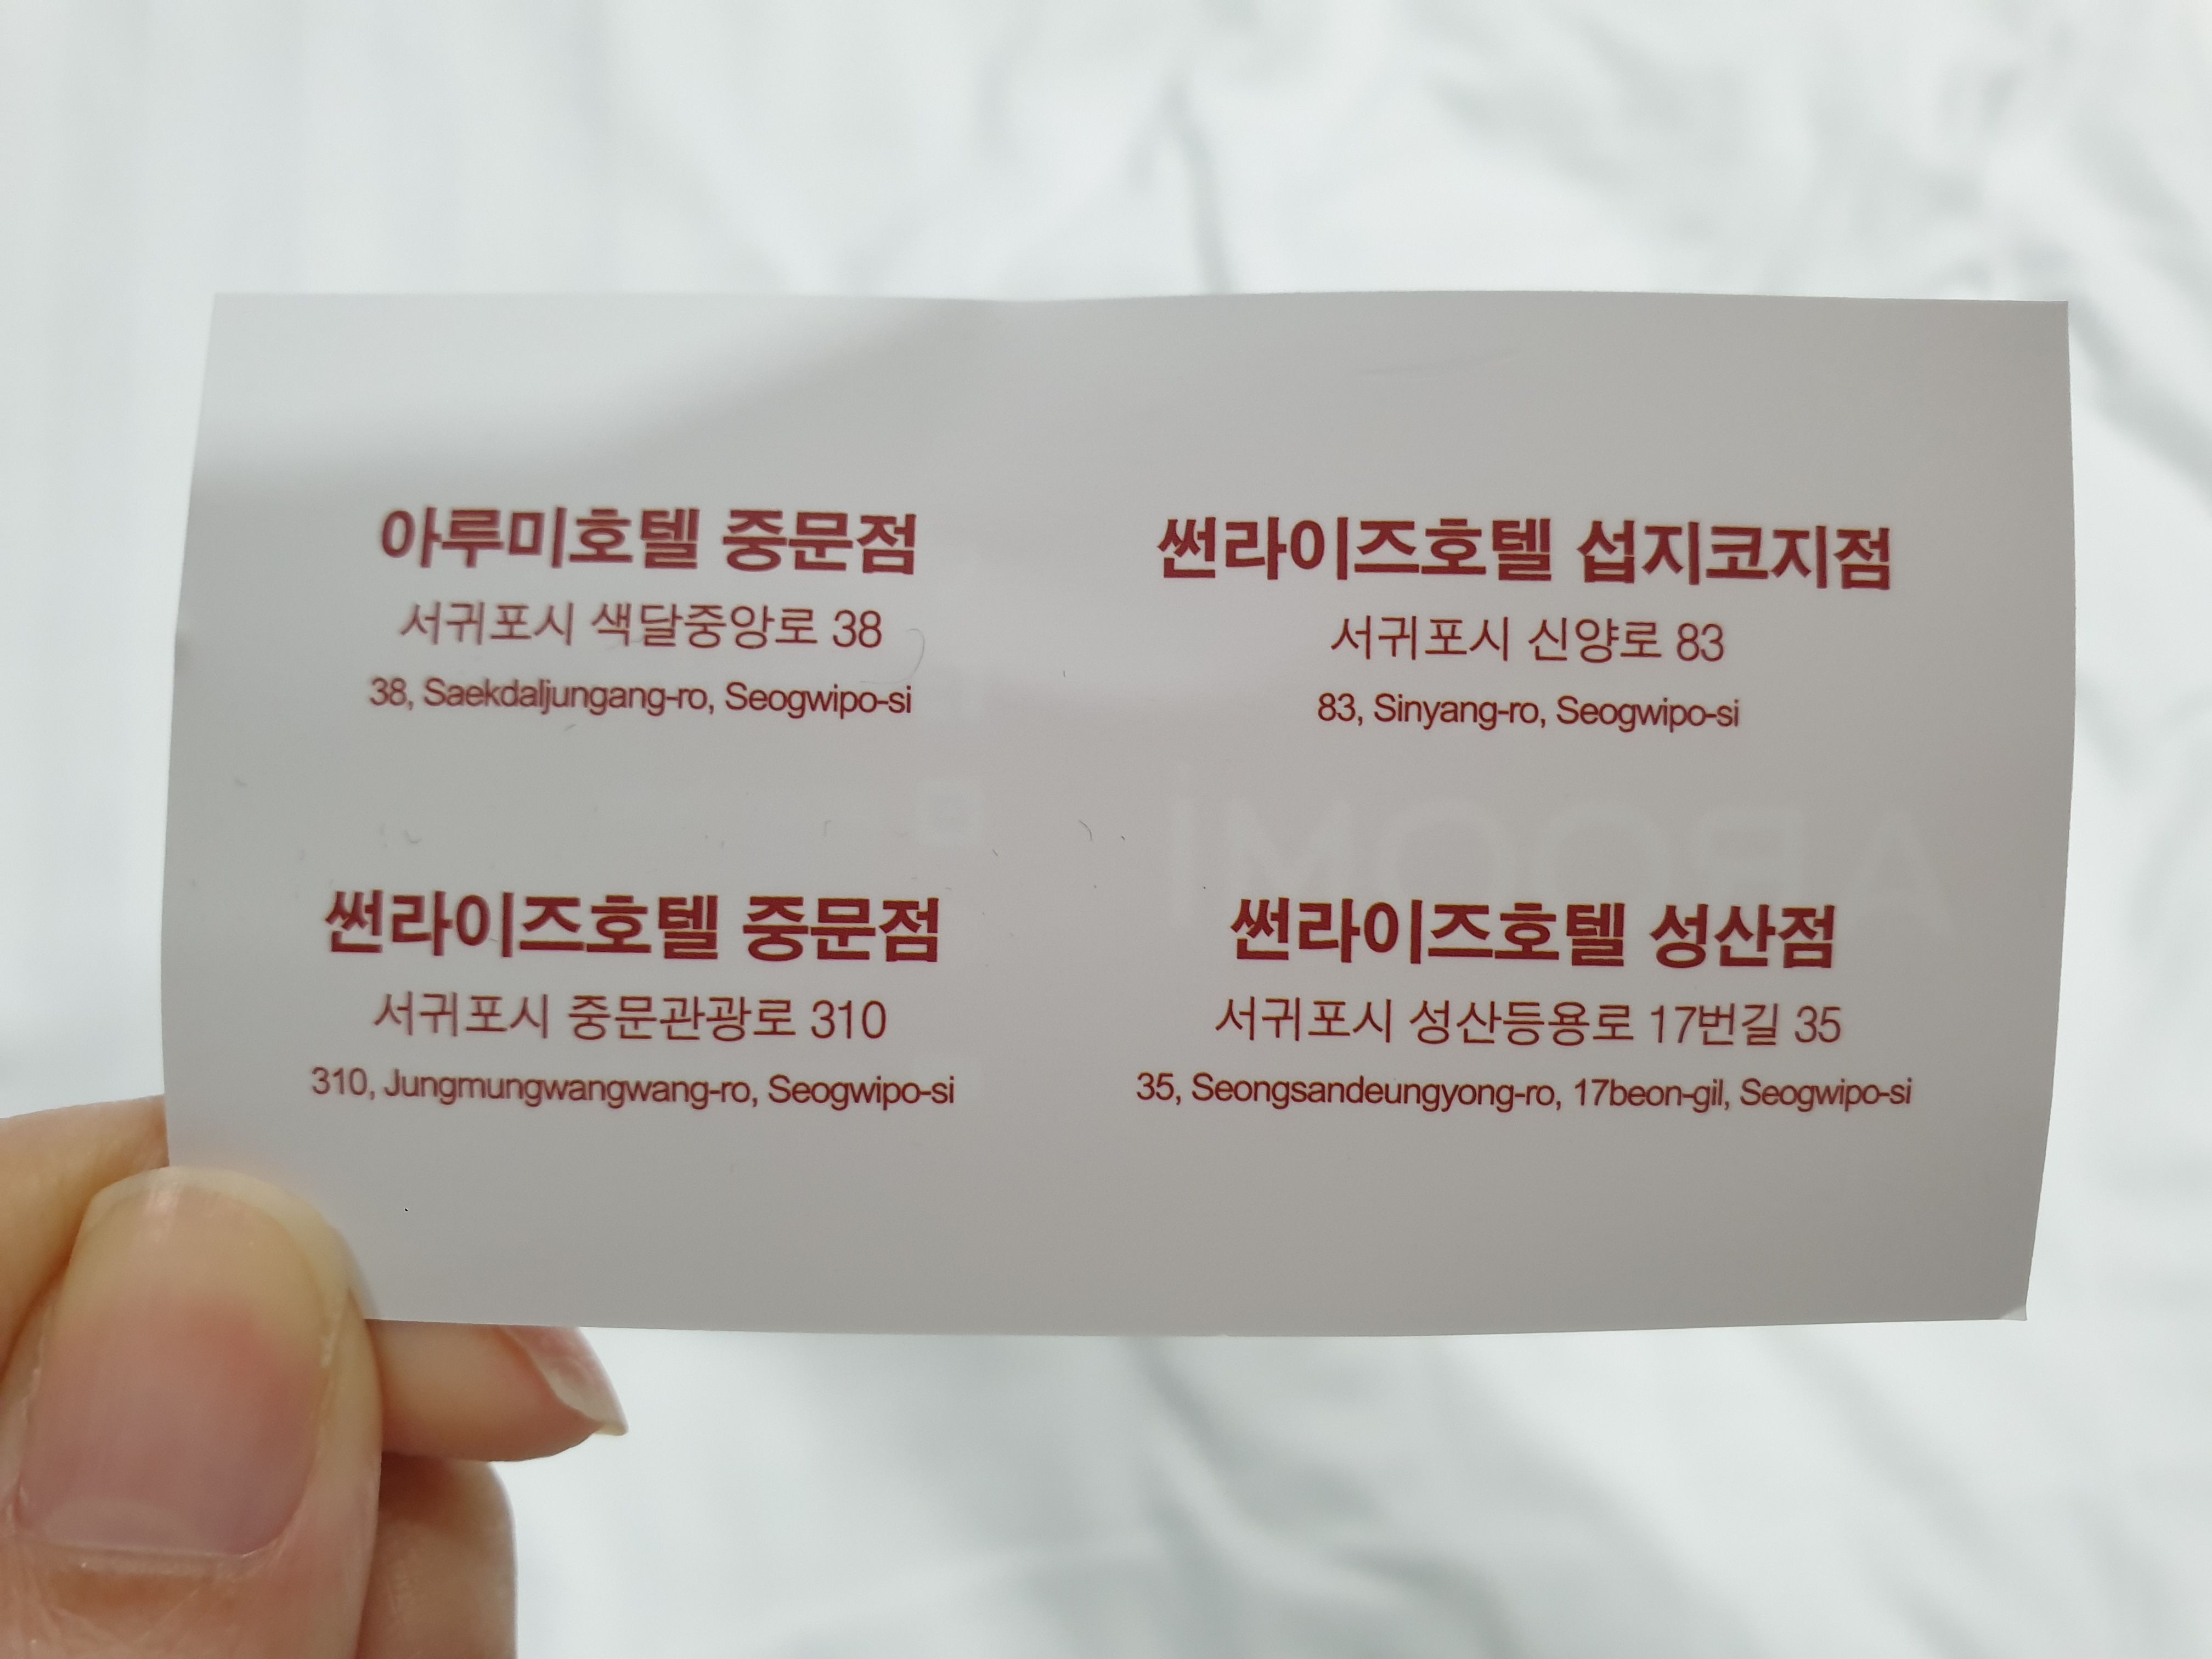 아루미호텔 중문점
서귀포시 색달중앙로 38
38, Saekdaljungang-ro, Seogwipo-si
썬라이즈호텔 섭지코지점
서귀포시 신양로 83
83, Sinyang-ro, Seogwipo-si
썬라이즈호텔 중문점
서귀포시 중문관광로 310
310, Jungmungwangwang-ro, Seogwipo-si
썬라이즈호텔 성산점
서귀포시 성산등용로 17번길 35
35, Seongsandeungyong-ro, 17beon-gil, Seogwipo-si